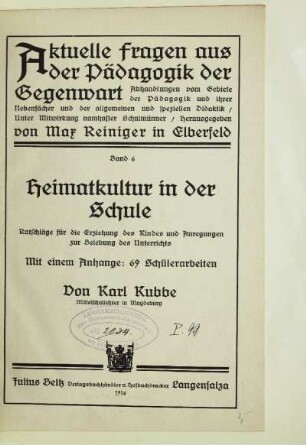 Aktuelle Fragen aus
der Pädagogik der
Gegenwart Abhandlungen vom Gebiete
der Pädagogik und ihrer
Nebenfächer und der allgemeinen und speziellen Didaktik /
Unter Mitwirkung namhafter Schulmänner / Herausgegeben
von Max Reiniger in Elberfeld
Band 6
Heimatkultur in der
Schule
Ratschläge für die Erziehung des Kindes und Anregungen
zur Belebung des Unterrichts
Mit einem Anhange: 69 Schülerarbeiten
Von Karl Kubbe
Mittelschullehrer in Magdeburg
Julius Beltz Verlagsbuchhändler u. Hofbuchdrucker Langensalza
1914